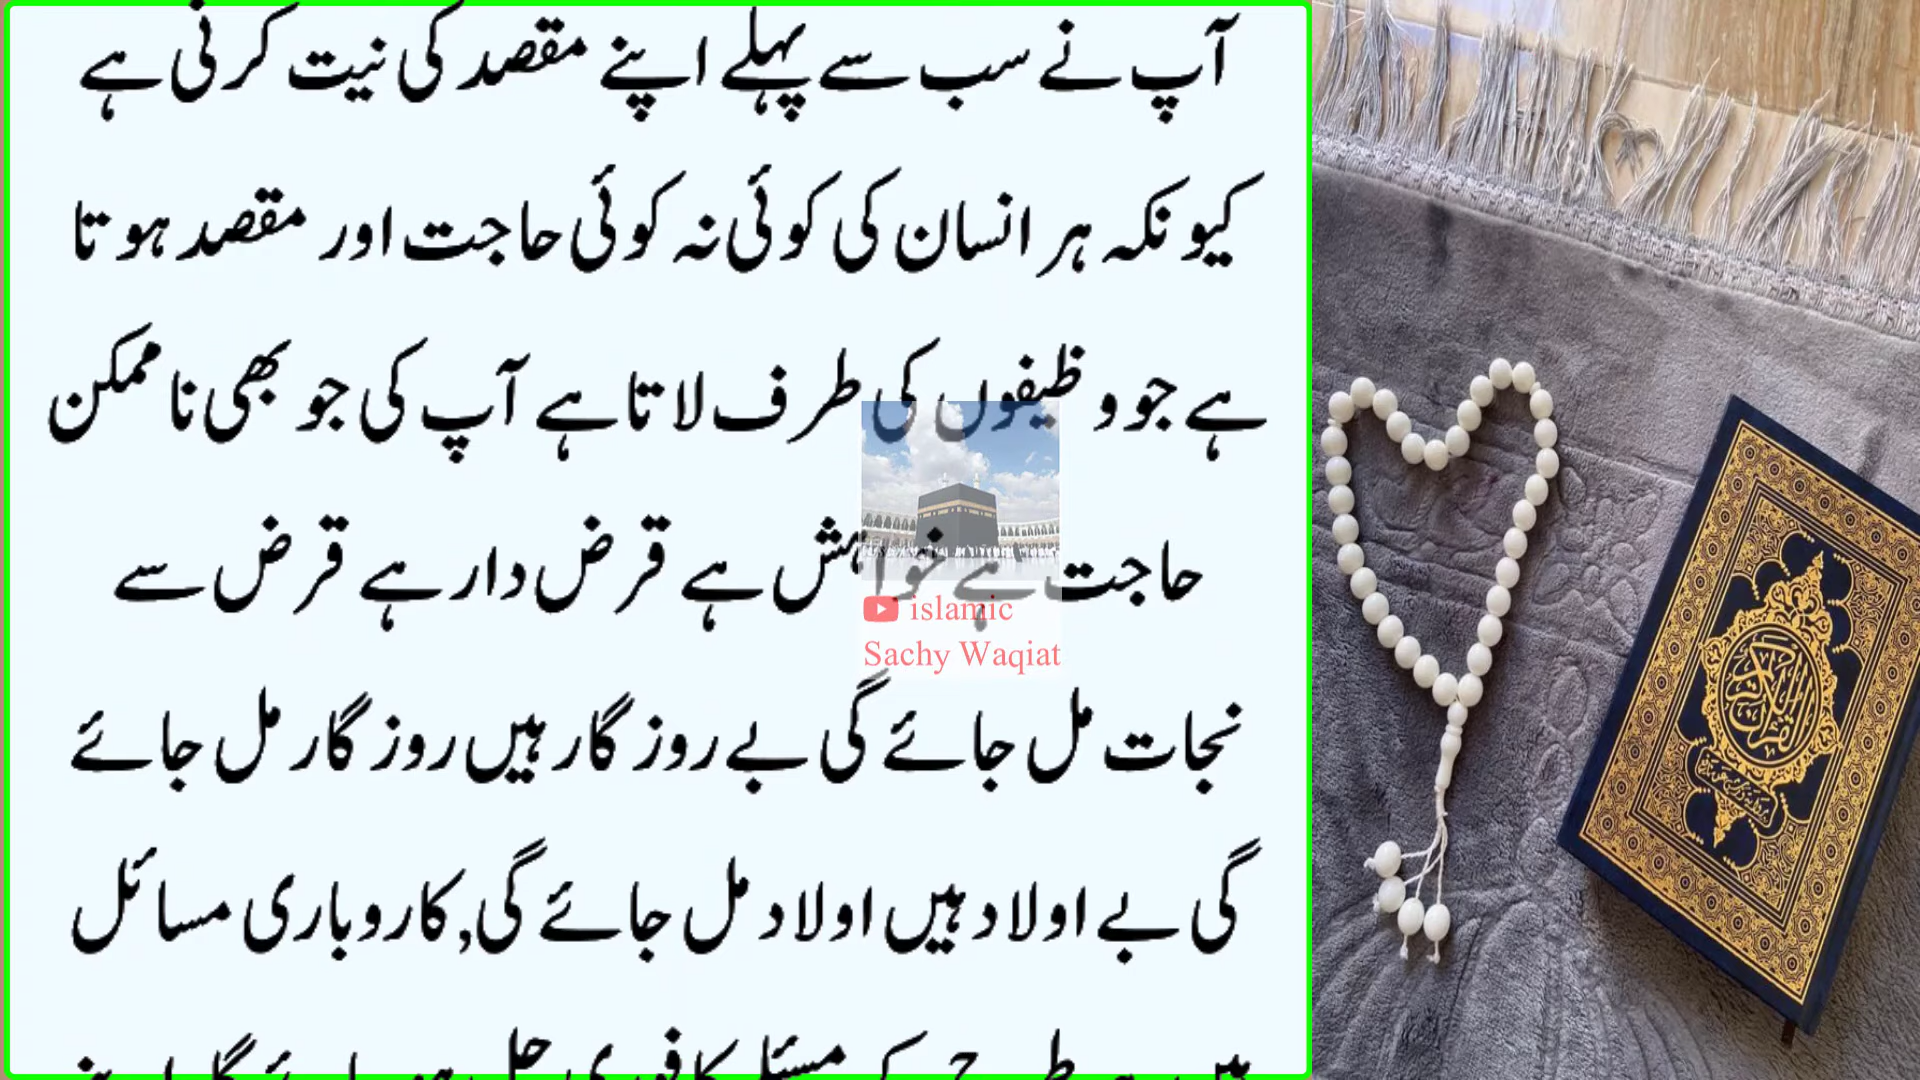 آپ نے سب سے پہلے اپنے مقصد کی نیت کرنی ہے
کیونکہ ہر انسان کی کوئی نہ کوئی حاجت اور مقصد ہوتا
ہے جو وظیفوں کی طرف لاتا ہے آپ کی جو بھی ناممکن
حاجت ہے خواہش ہے قرض دار ہے قرض سے
نجات مل جائے گی بے روزگار ہیں روزگار مل جائے
گی بے اولاد ہیں اولاد مل جائے گی, کاروباری مسائل
islamic
Sachy Waqiat
القرآن الكريم